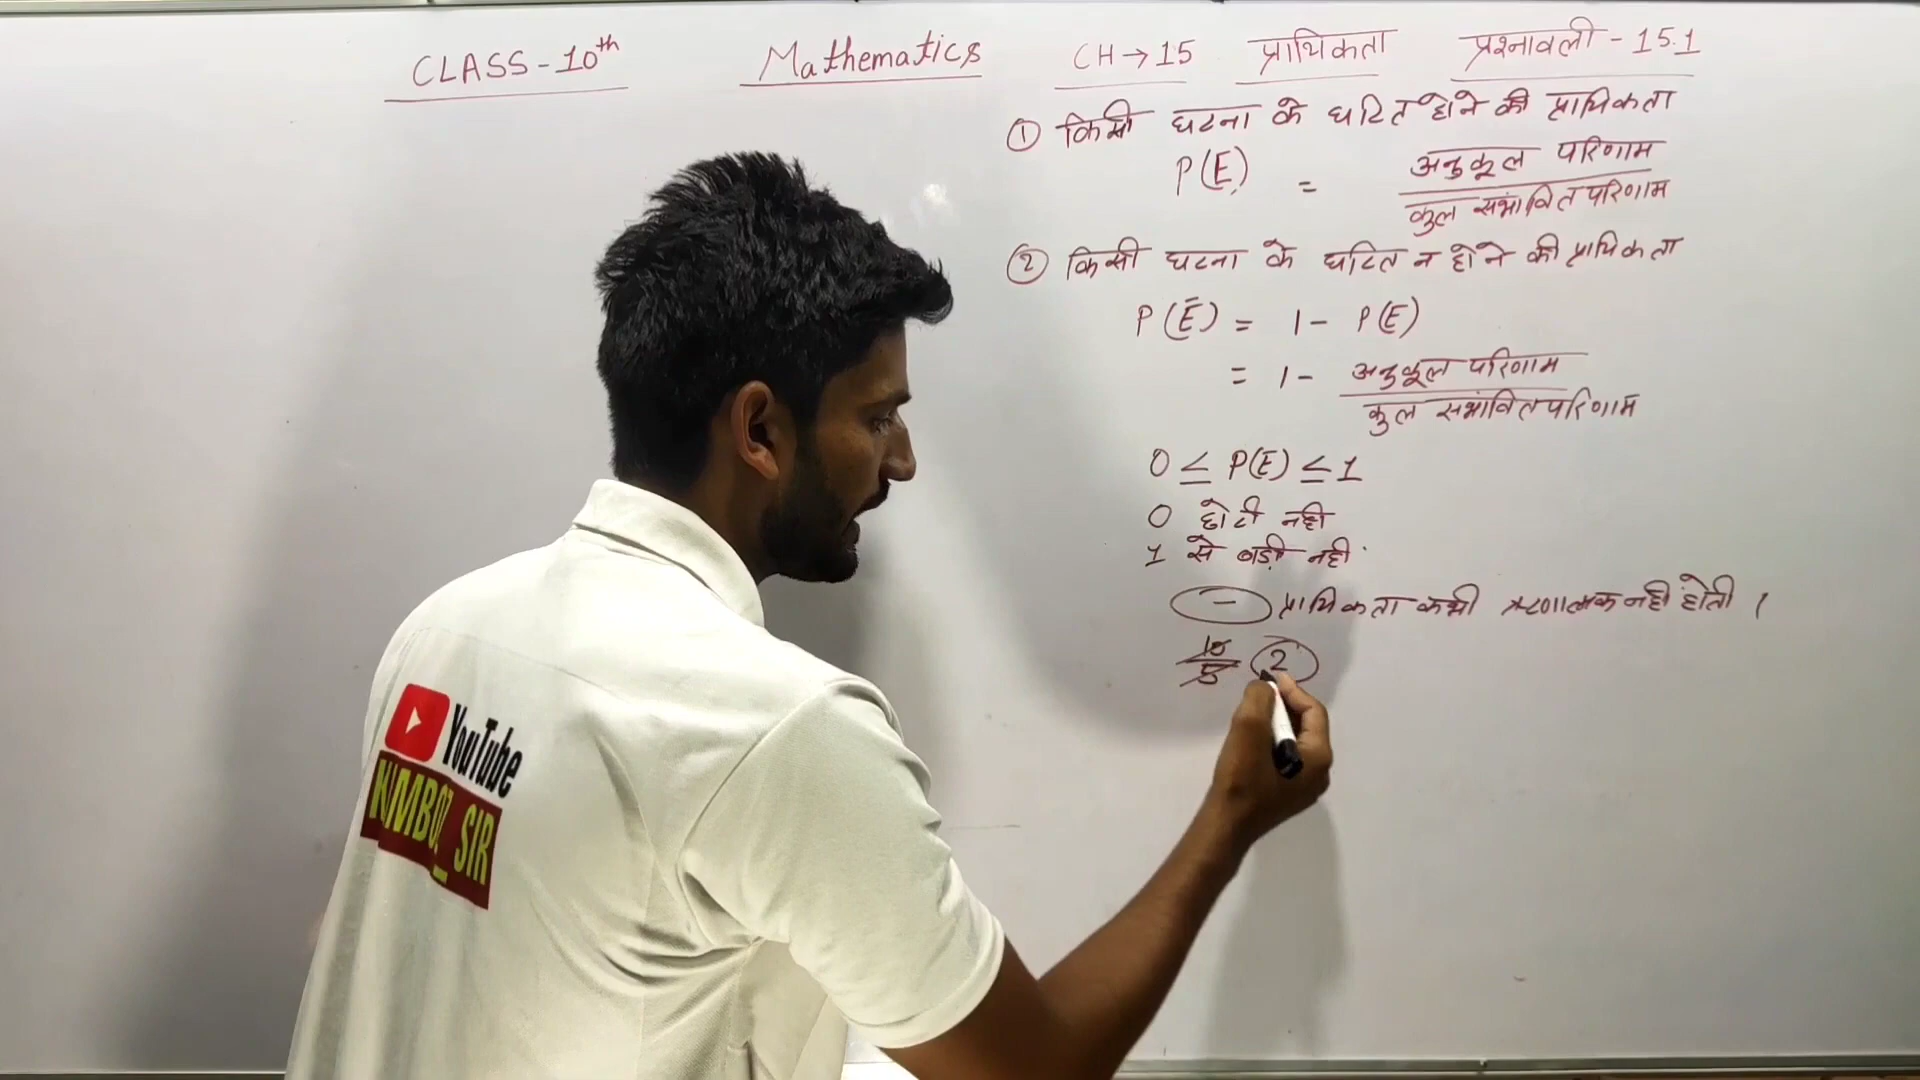 CLASS - 10th Mathematics CH → 15 प्रायिकता प्रश्नावली - 15.1
① किसी घटना के घटित होने की प्रायिकता
P(E) = अनुकूल परिणाम
कुल सभांवित परिणाम
② किसी घटना के घटित न होने की प्रायिकता
P(Ē) = 1 - P(E)
= 1 - अनुकूल परिणाम
कुल सभांवित परिणाम
0 ≤ P(E) ≤ 1
0 छोटी नही
1 से बड़ी नही
- प्रायिकता कभी ऋणात्मक नही होती ।
10
5
2
YouTube